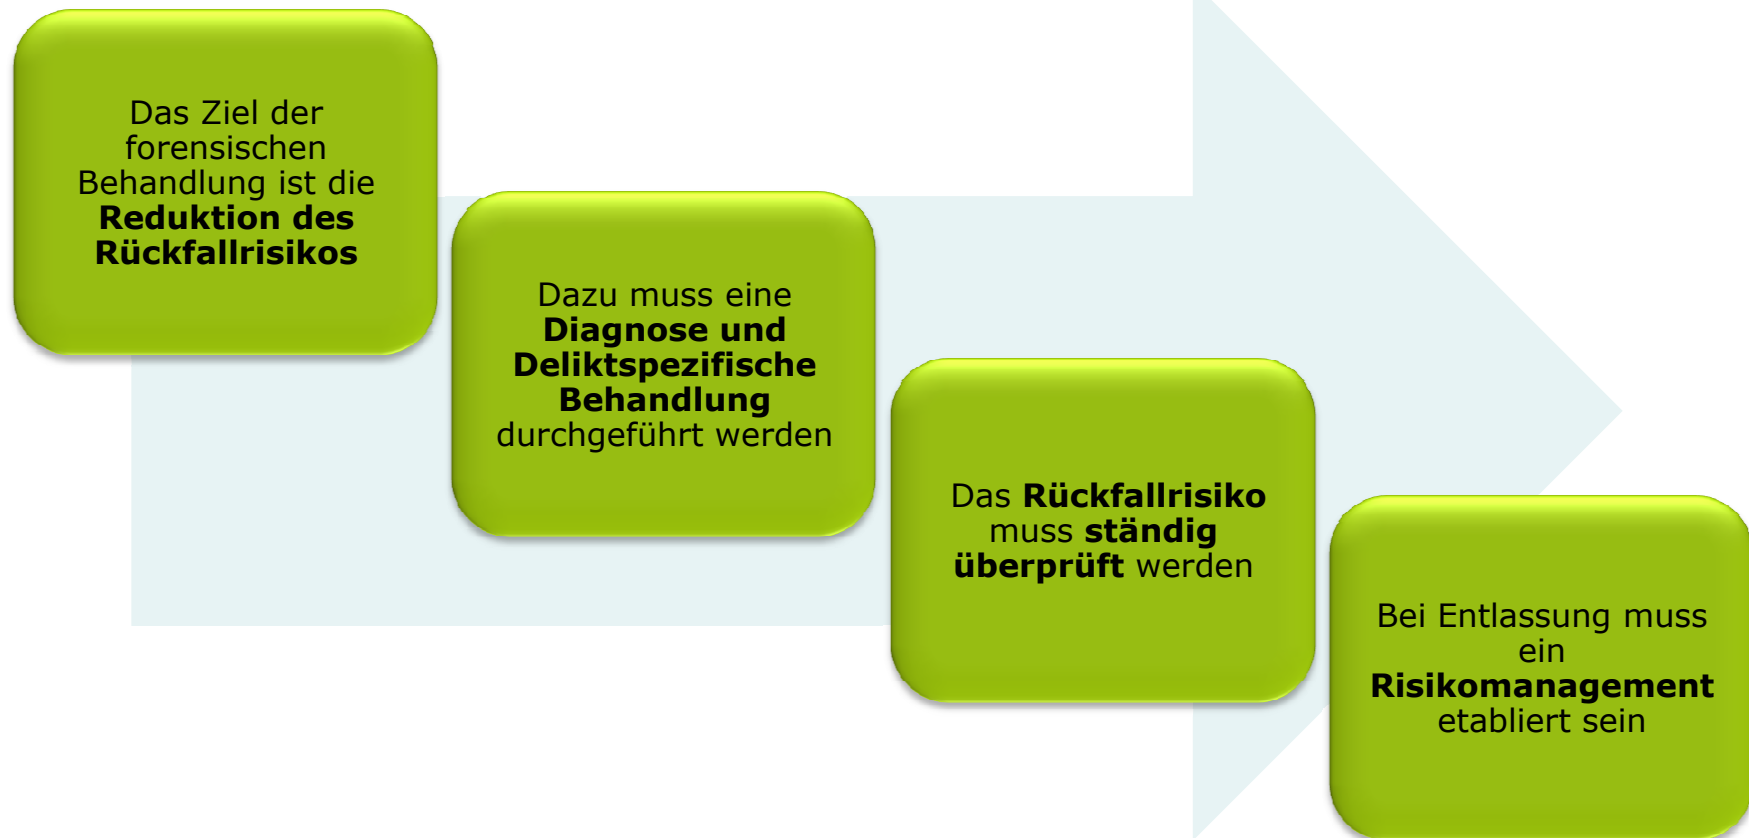 Das Ziel der
forensischen
Behandlung ist die
Reduktion des
Rückfallrisikos
Dazu muss eine
Diagnose und
Deliktspezifische
Behandlung
durchgeführt werden
Das Rückfallrisiko
muss ständig
überprüft werden
Bei Entlassung muss
ein
Risikomanagement
etabliert sein